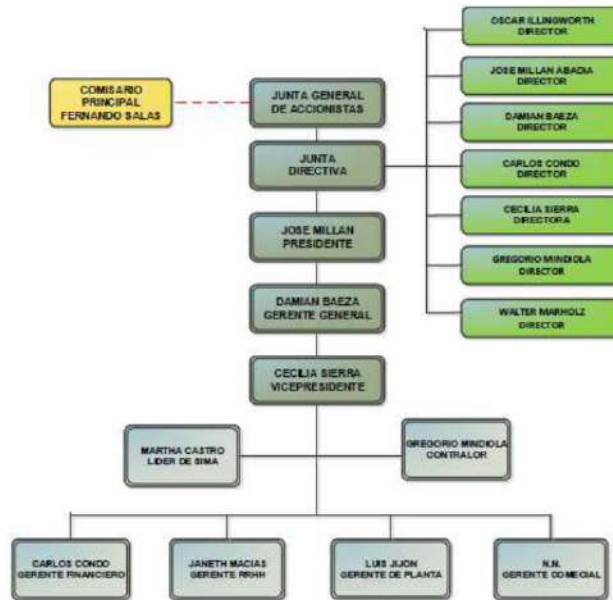 OSCAR ILLINGWORTH
DIRECTOR
JOSE MILLAN ABADIA
DIRECTOR
DAMIAN BAEZA
DIRECTOR
CARLOS CONDO
DIRECTOR
CECILIA SIERRA
DIRECTORA
GREGORIO MINDIOLA
DIRECTOR
WALTER MARHOLZ
DIRECTOR
COMISARIO
PRINCIPAL
FERNANDO SALAS
JUNTA GENERAL
DE ACCIONISTAS
JUNTA
DIRECTIVA
JOSE MILLAN
PRESIDENTE
DAMIAN BAEZA
GERENTE GENERAL
CECILIA SIERRA
VICEPRESIDENTE
MARTHA CASTRO
LIDER DE SIMA
GREGORIO MINDIOLA
CONTRALOR
CARLOS CONDO
GERENTE FINANCIERO
JANETH MACIAS
GERENTE RRHH
LUIS JIJON
GERENTE DE PLANTA
N.N.
GERENTE COMECIAL